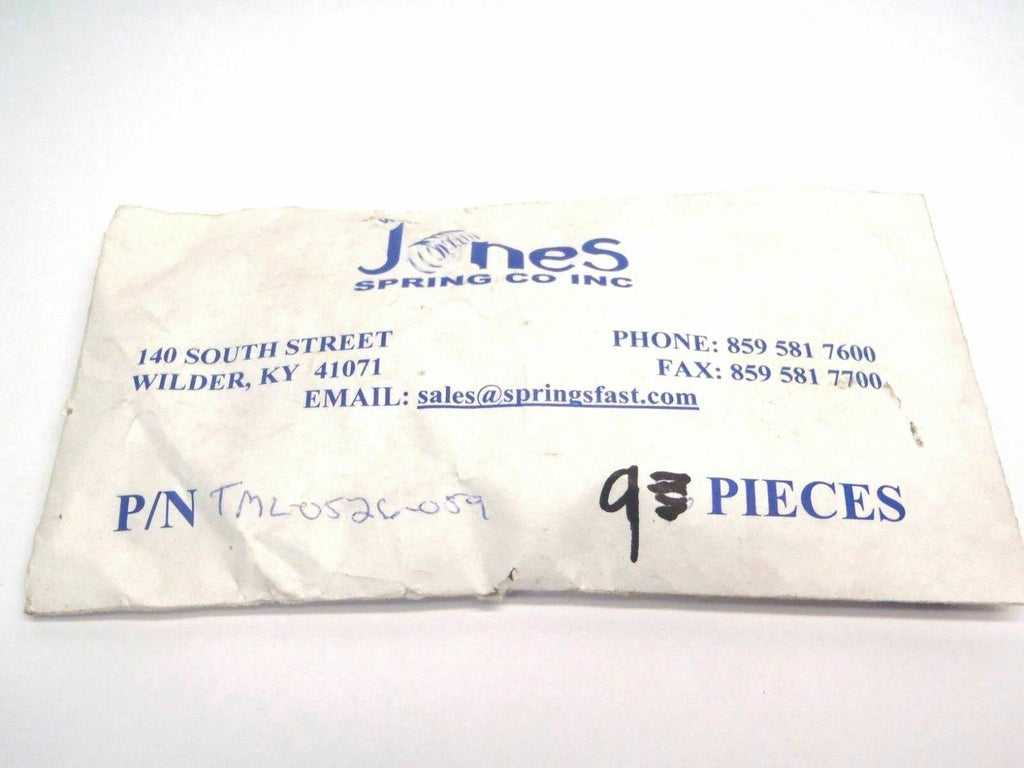 Jones
SPRING CO INC
140 SOUTH STREET
WILDER, KY 41071
PHONE: 859 581 7600
FAX: 859 581 7700
EMAIL: sales@springsfast.com
P/N TML-0526-059 9 PIECES